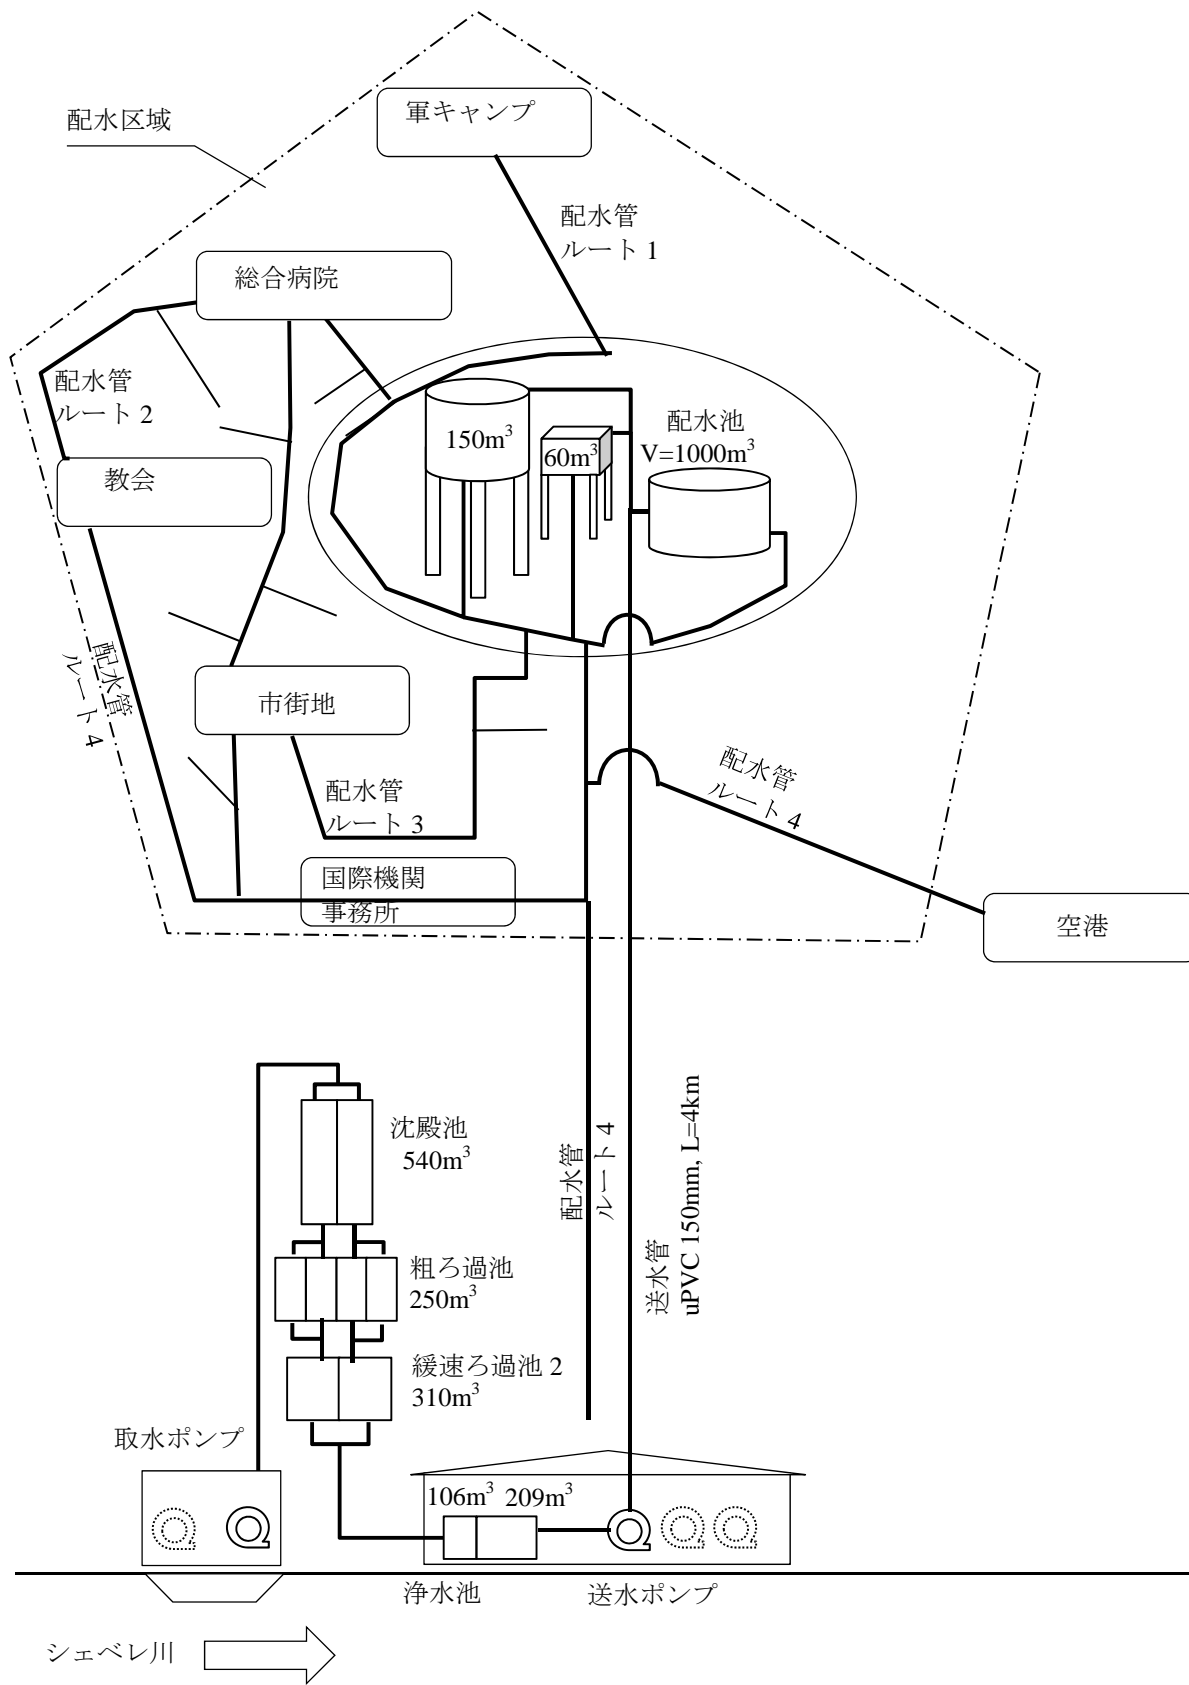 軍キャンプ
配水区域
配水管
ルート 1
総合病院
配水管
ルート 2
配水池
V=1000m³
150m³
60m³
教会
配水管
ルート 4
市街地
配水管
ルート 3
配水管
ルート 4
国際機関
事務所
空港
沈殿池
540m³
配水管
ルート 4
送水管
uPVC 150mm, L=4km
粗ろ過池
250m³
緩速ろ過池 2
310m³
取水ポンプ
106m³ 209m³
浄水池
送水ポンプ
シェベレ川